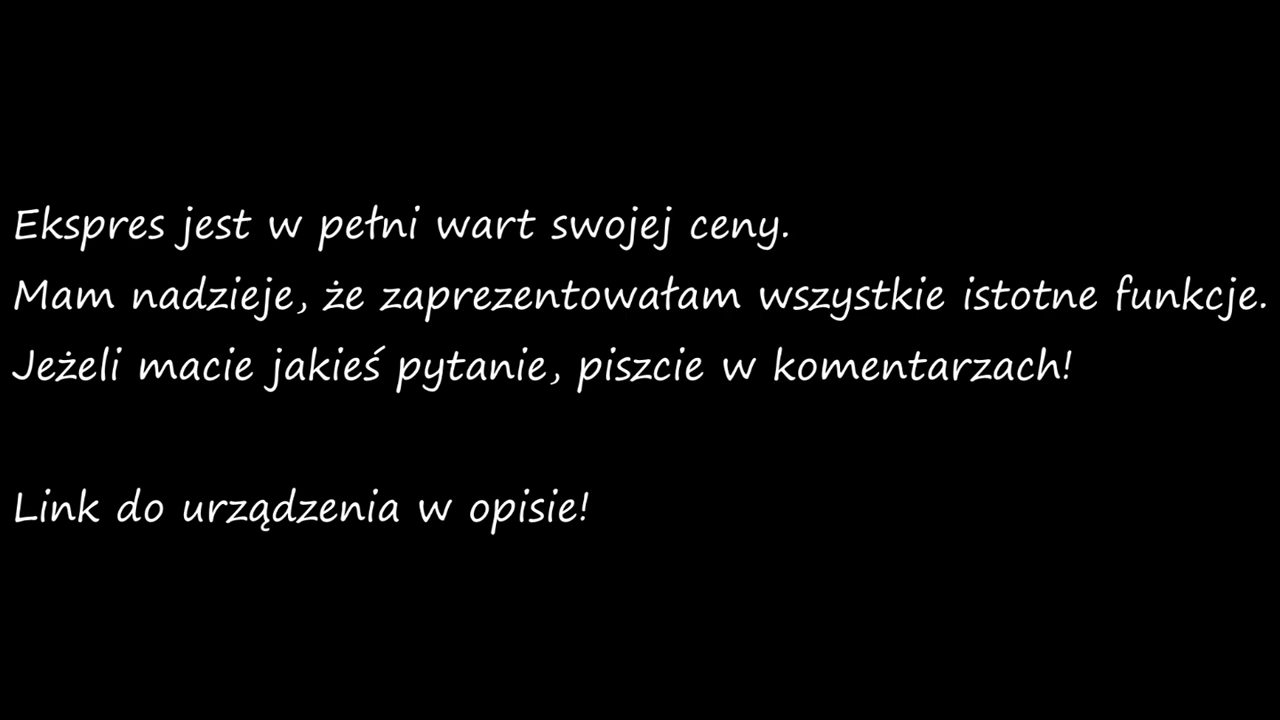 Ekspres jest w pełni wart swojej ceny.
Mam nadzieje, że zaprezentowałam wszystkie istotne funkcje.
Jeżeli macie jakieś pytanie, piszcie w komentarzach!
Link do urządzenia w opisie!